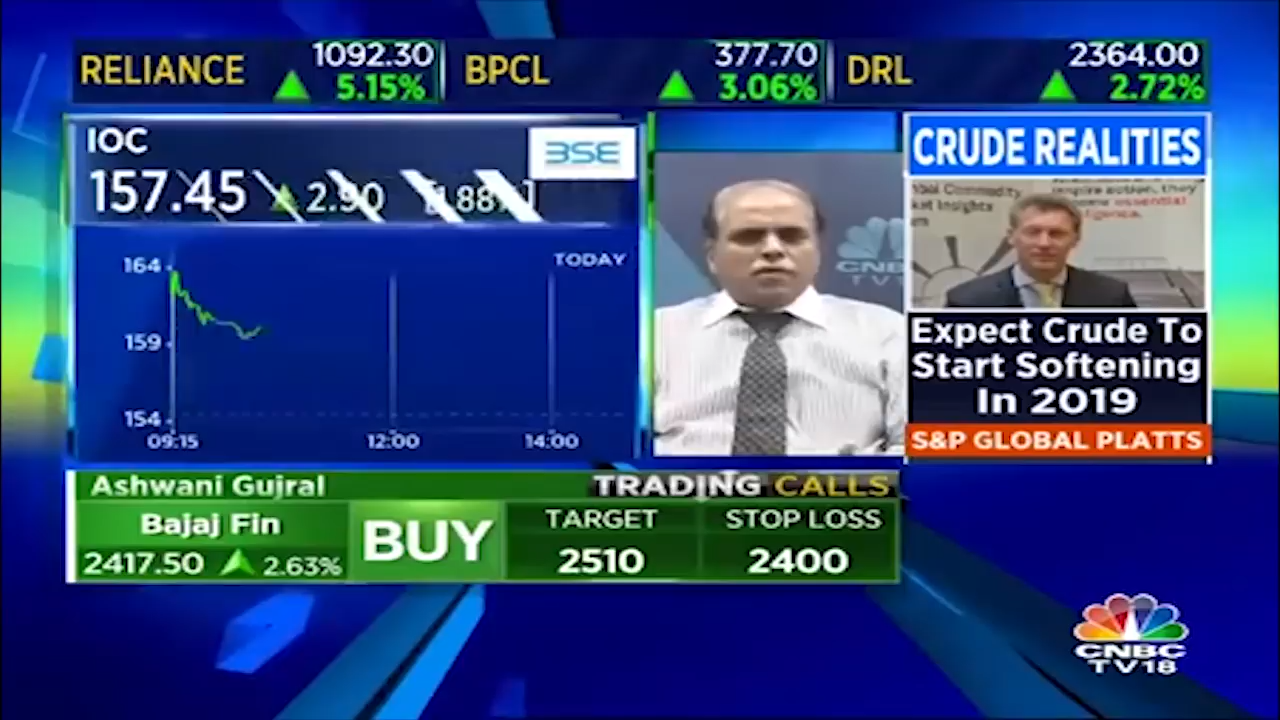 RELIANCE 1092.30 5.15%
BPCL 377.70 3.06%
DRL 2364.00 2.72%
IOC
BSE
157.45 2.90
TODAY
164
159
154
09:15 12:00 14:00
CNBC
TV18
CRUDE REALITIES
Expect Crude To
Start Softening
In 2019
S&P GLOBAL PLATTS
Ashwani Gujral
TRADING CALLS
Bajaj Fin
2417.50 2.63%
BUY
TARGET STOP LOSS
2510 2400
CNBC
TV18